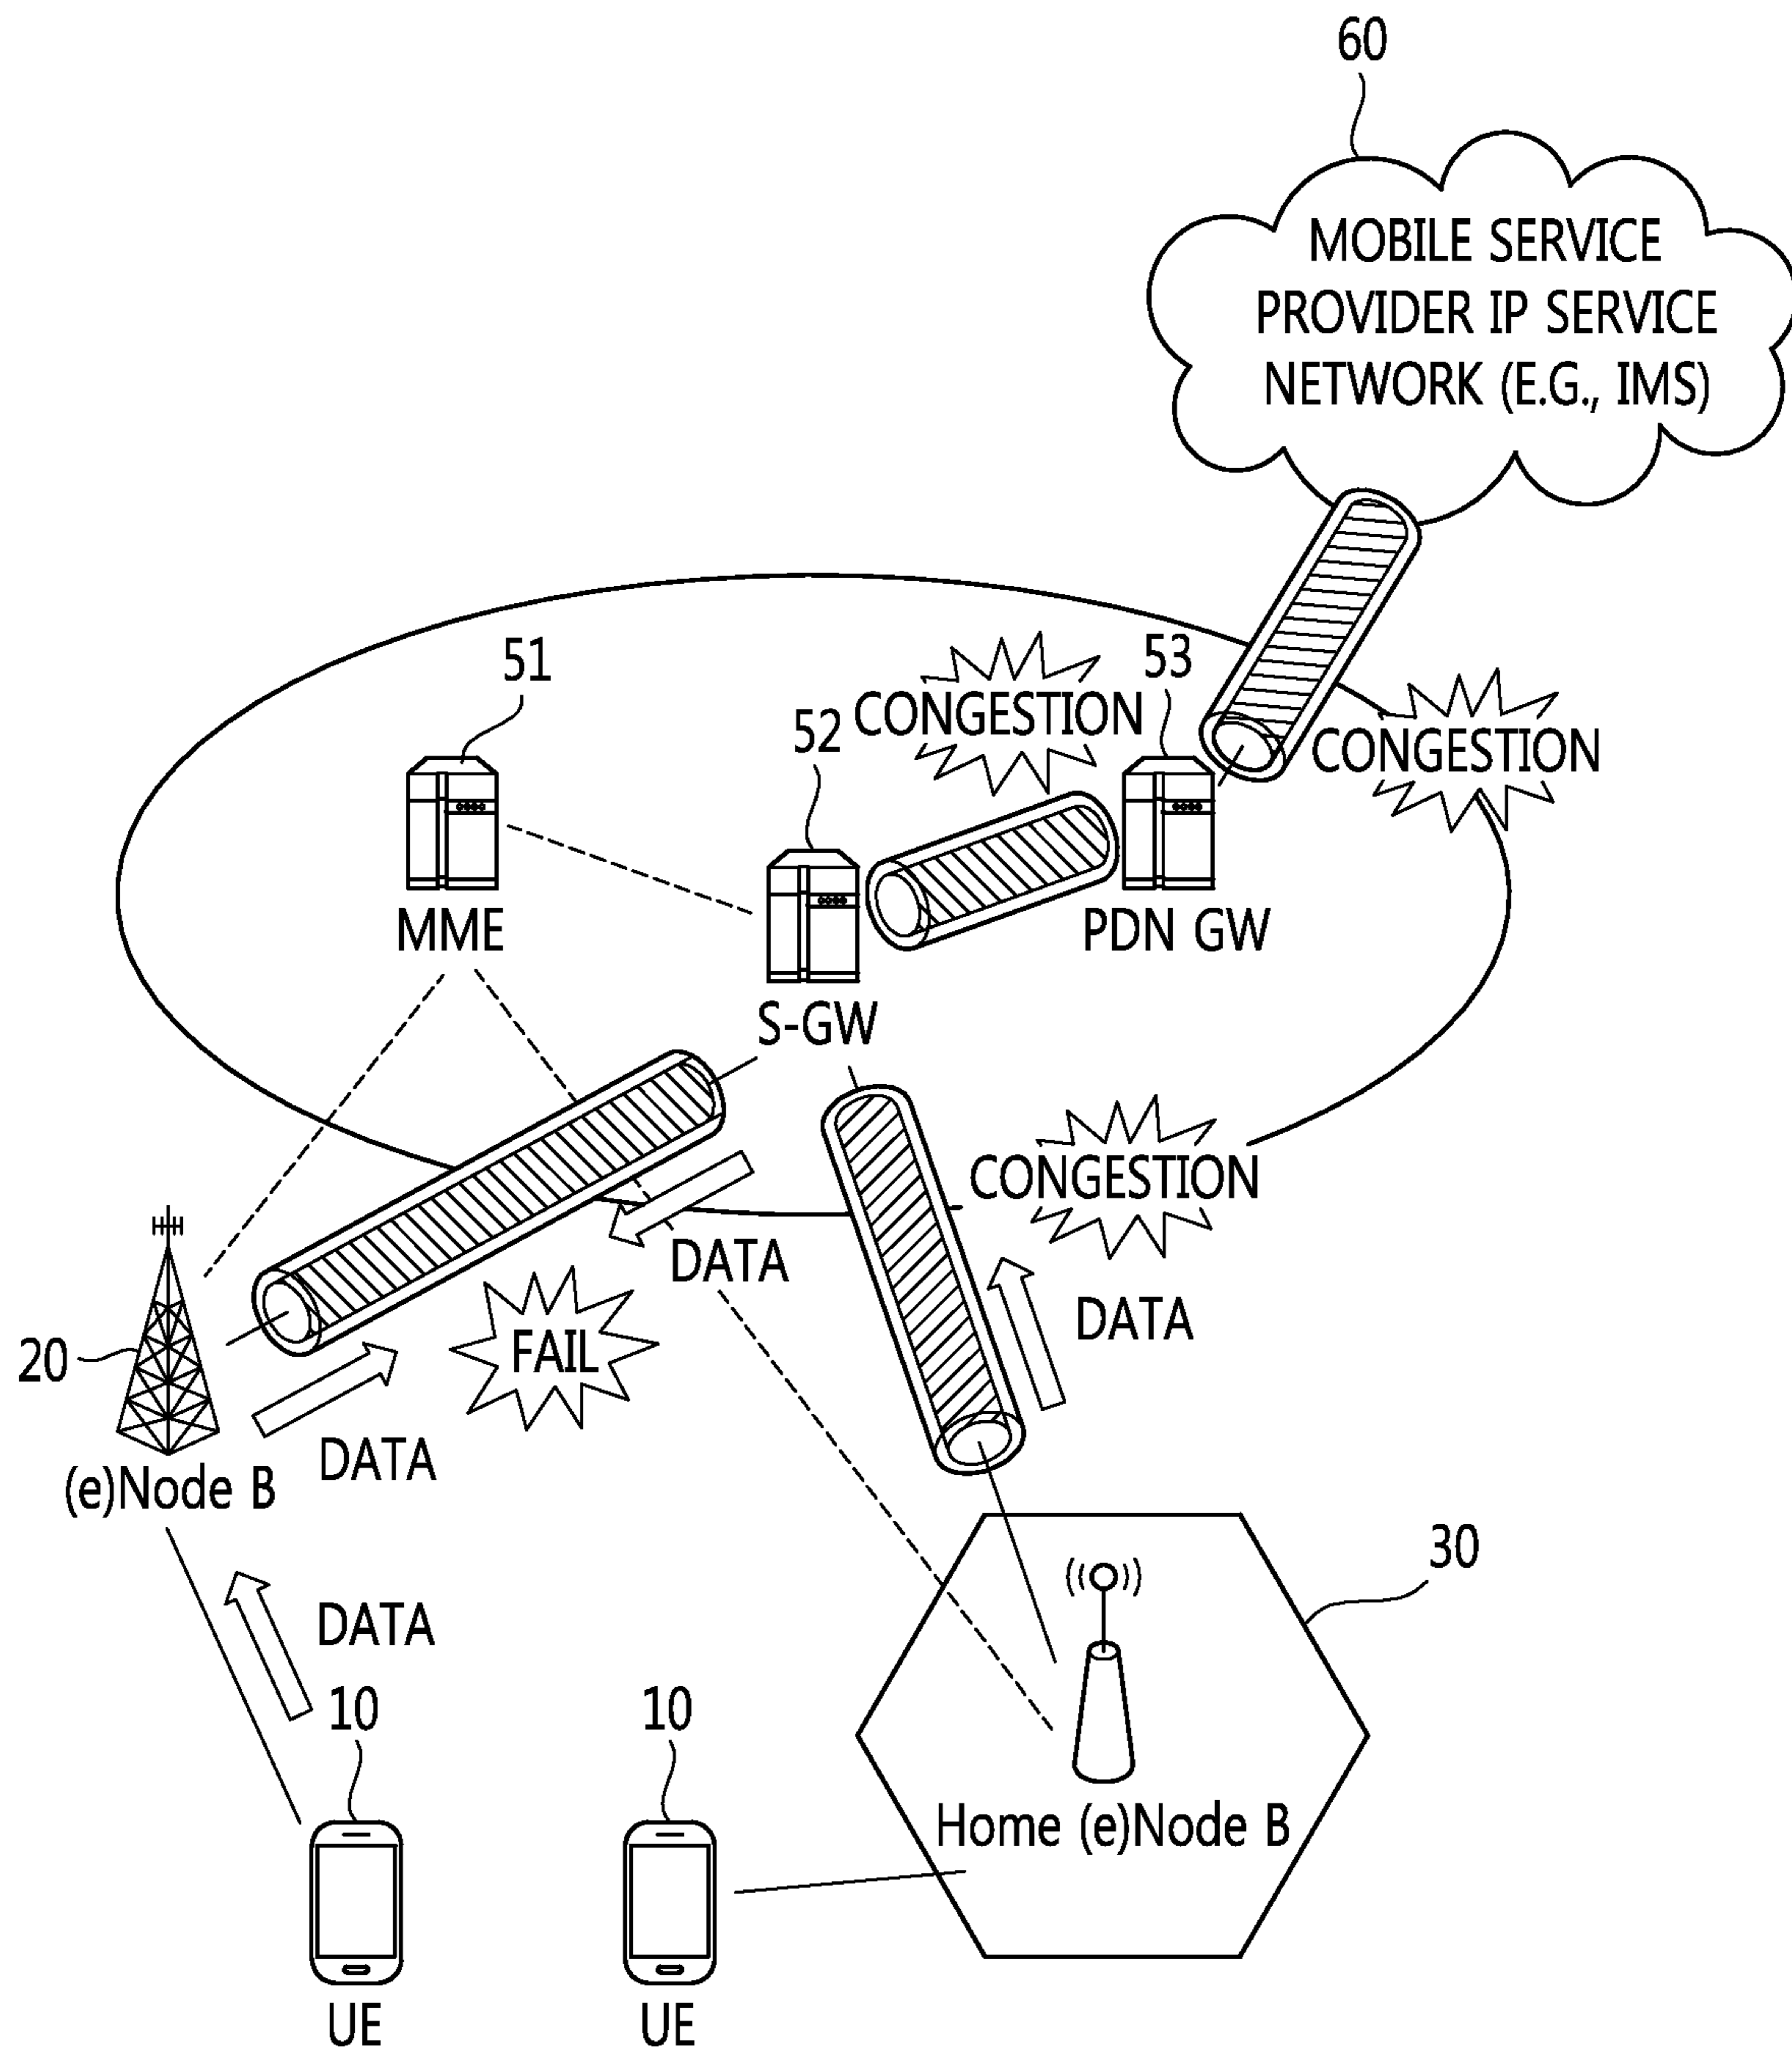 60
MOBILE SERVICE
PROVIDER IP SERVICE
NETWORK (E.G., IMS)
51
53
CONGESTION
52
CONGESTION
MME
PDN GW
S-GW
CONGESTION
DATA
DATA
20
FAIL
DATA
(e)Node B
30
DATA
10
10
Home (e)Node B
UE
UE